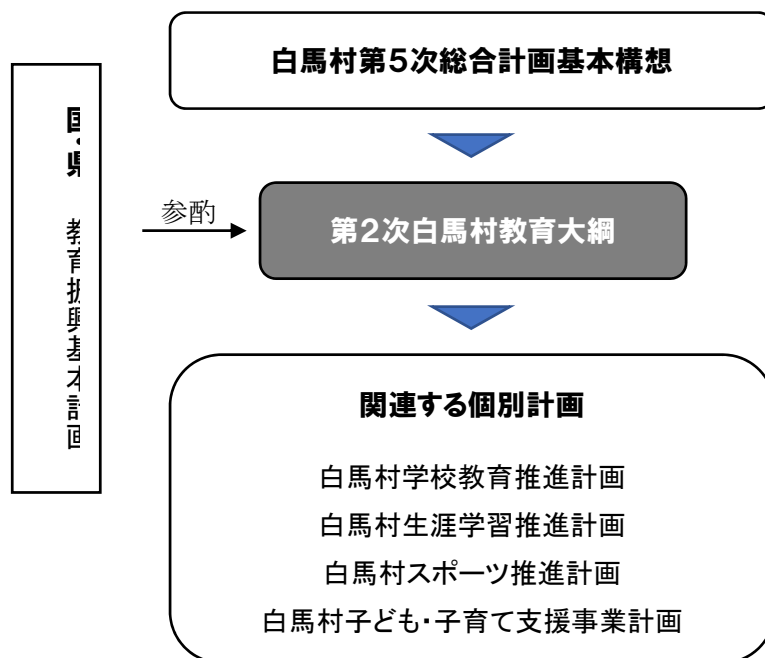 白馬村第5次総合計画基本構想
国・県 教育振興基本計画
参酌
第2次白馬村教育大綱
関連する個別計画
白馬村学校教育推進計画
白馬村生涯学習推進計画
白馬村スポーツ推進計画
白馬村子ども・子育て支援事業計画